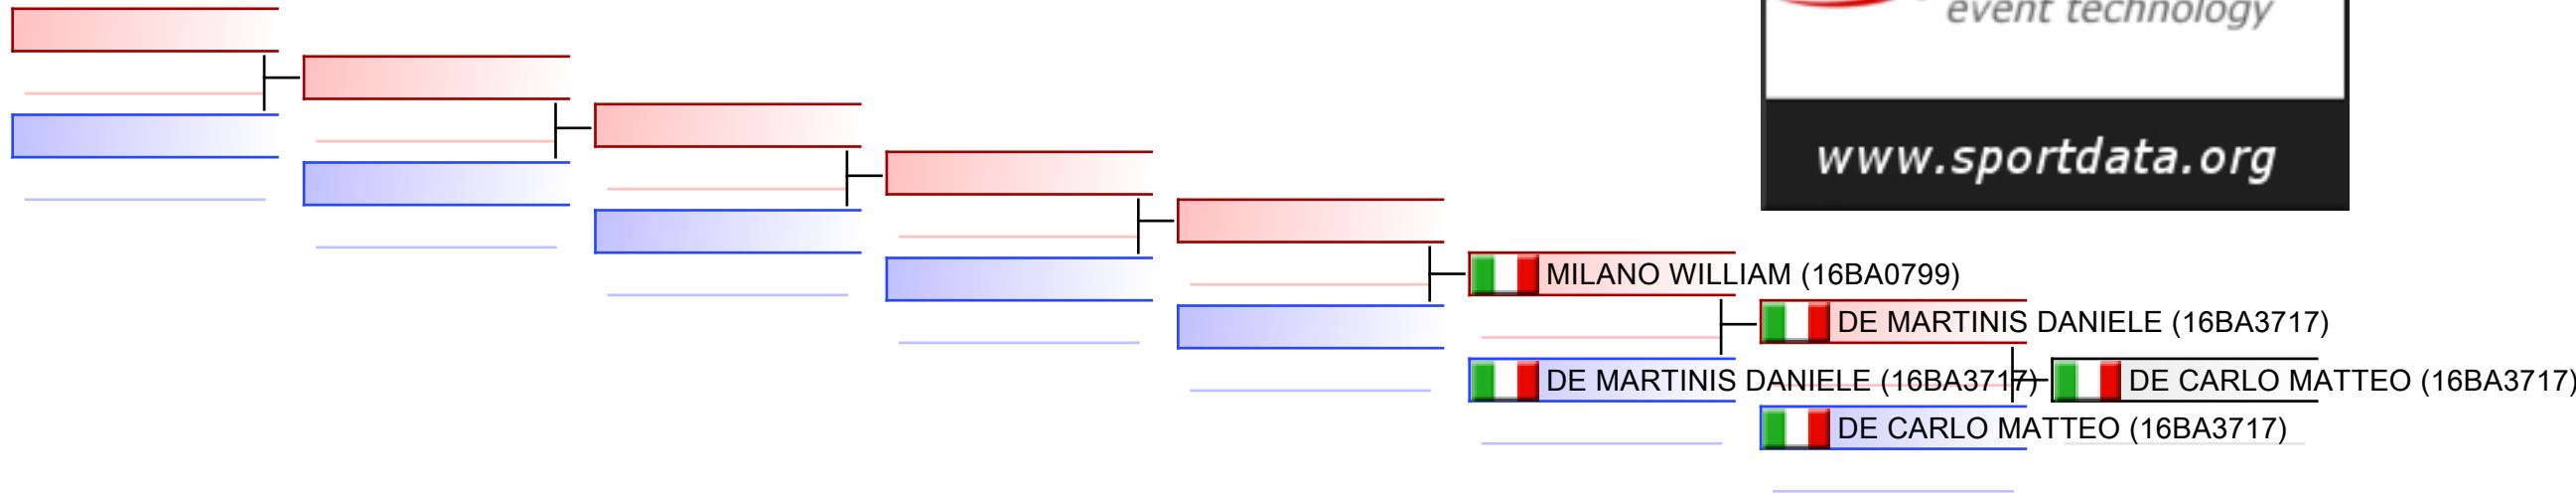 event technology
www.sportdata.org
MILANO WILLIAM (16BA0799)
DE MARTINIS DANIELE (16BA3717)
DE MARTINIS DANIELE (16BA3717)
DE CARLO MATTEO (16BA3717)
DE CARLO MATTEO (16BA3717)